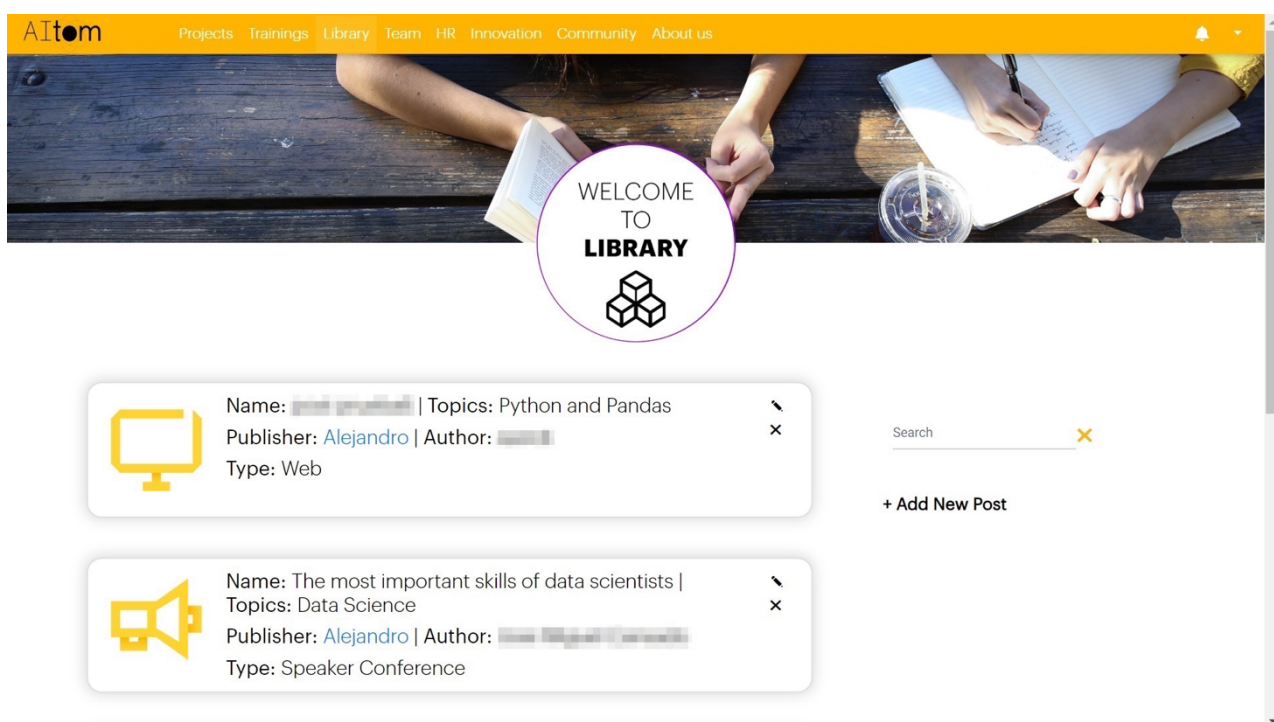 AItom
Projects Trainings Library Team HR Innovation Community About us
WELCOME
TO
LIBRARY
Name: | Topics: Python and Pandas
Publisher: Alejandro | Author:
Type: Web
Search
+ Add New Post
Name: The most important skills of data scientists |
Topics: Data Science
Publisher: Alejandro | Author:
Type: Speaker Conference